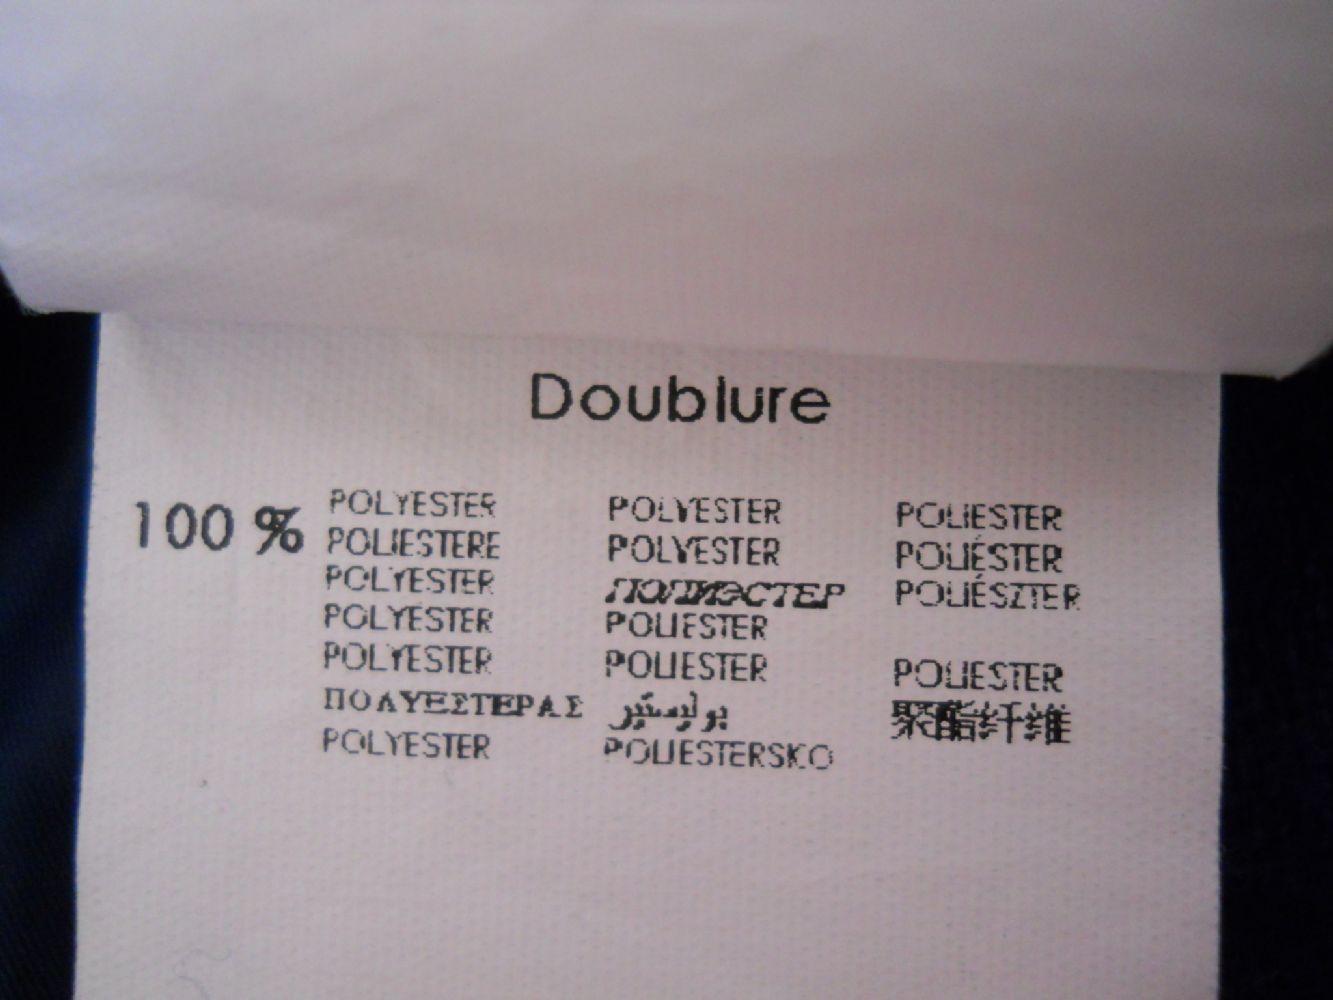 Doublure
100 % POLYESTER POLYESTER POLIESTER
POLIESTERE POLYESTER POLIÉSTER
POLYESTER ПОЛИЭСТЕР POLIÉSZTER
POLYESTER POLIESTER
POLYESTER POLIESTER POLIESTER
ΠΟΛΥΕΣΤΕΡΑΣ بوليستير 聚酯纤维
POLYESTER POLIESTERSKO